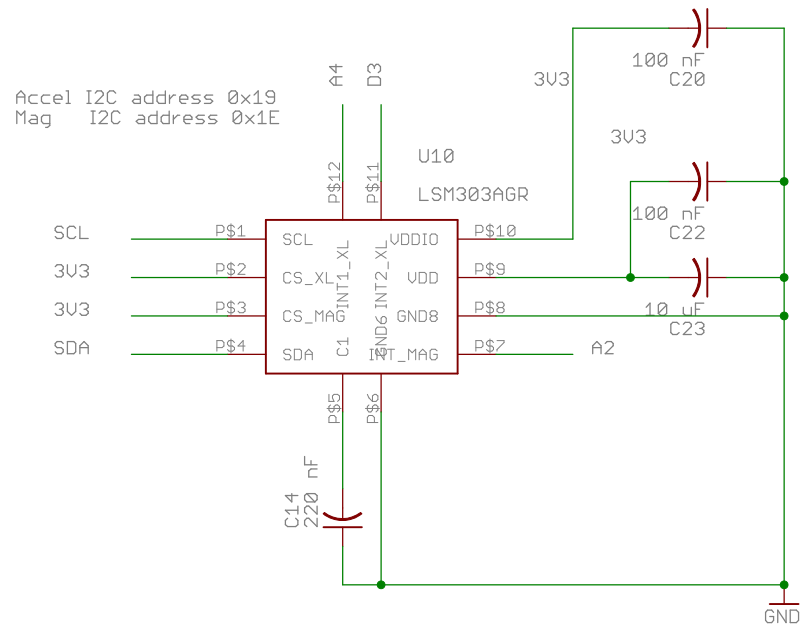 100 nF
C20
3V3
A4
D3
Accel I2C address 0x19
Mag I2C address 0x1E
3V3
U10
LSM303AGR
100 nF
C22
P$12
P$11
SCL
P$1
SCL
INT1_XL
INT2_XL
VDDIO
P$10
3V3
P$2
CS_XL
VDD
P$9
3V3
P$3
CS_MAG
GND6
GND8
P$8
10 uF
C23
SDA
P$4
SDA
C1
INT_MAG
P$7
A2
P$5
P$6
C14
220 nF
GND